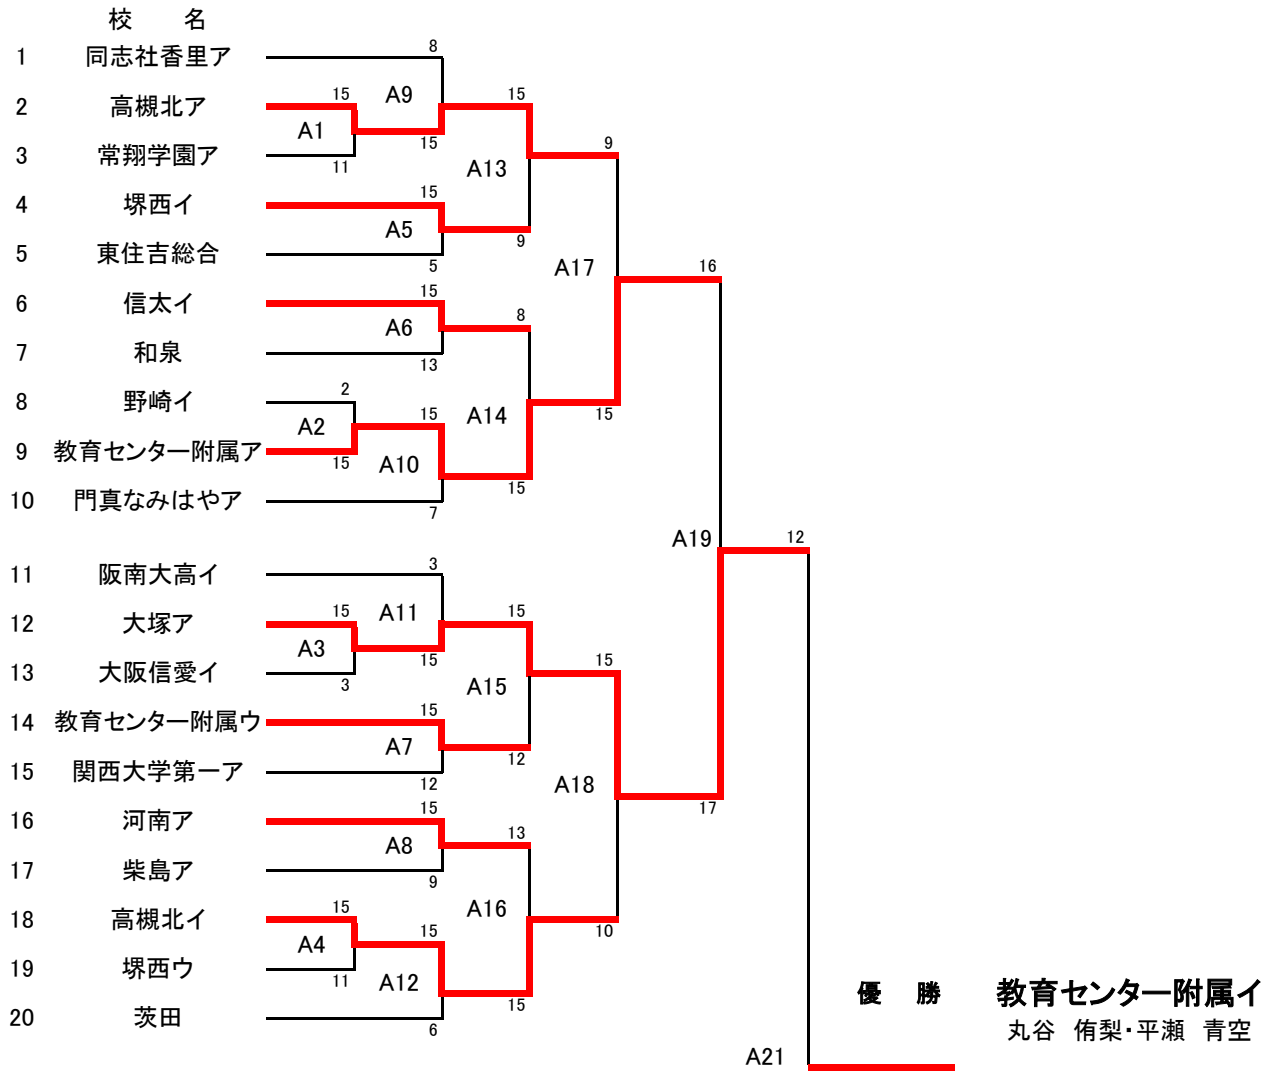 校 名
8
1 同志社香里ア
15 A9 15
2 高槻北ア
A1 15 9
3 常翔学園ア 11 A13
15
4 堺西イ
A5 9
5 東住吉総合 5 A17 16
15
6 信太イ 8
A6
7 和泉 13
2
8 野崎イ 15 A14 15
A2
9 教育センター附属ア 15 A10 15
10 門真なみはやア 7
A19 12
3
11 阪南大高イ
15 A11 15
12 大塚ア
A3 15 15
13 大阪信愛イ 3 A15
15
14 教育センター附属ウ
A7 12
15 関西大学第一ア 12 A18 17
15
16 河南ア 13
A8
17 柴島ア 9
15 A16
18 高槻北イ 15 10
A4
19 堺西ウ 11 A12 15
20 茨田 6
優 勝 教育センター附属イ
丸谷 侑梨・平瀬 青空
A21